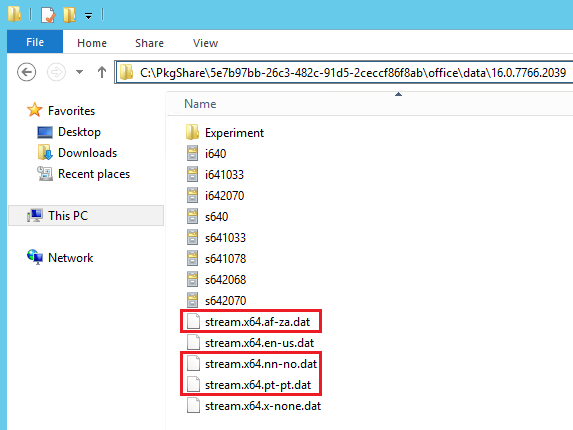 File Home Share View
C:\PkgShare\5e7b97bb-26c3-482c-91d5-2ceccf86f8ab\office\data\16.0.7766.2039
Favorites
Desktop
Downloads
Recent places
This PC
Network
Name
Experiment
i640
i641033
i642070
s640
s641033
s641078
s642068
s642070
stream.x64.af-za.dat
stream.x64.en-us.dat
stream.x64.nn-no.dat
stream.x64.pt-pt.dat
stream.x64.x-none.dat